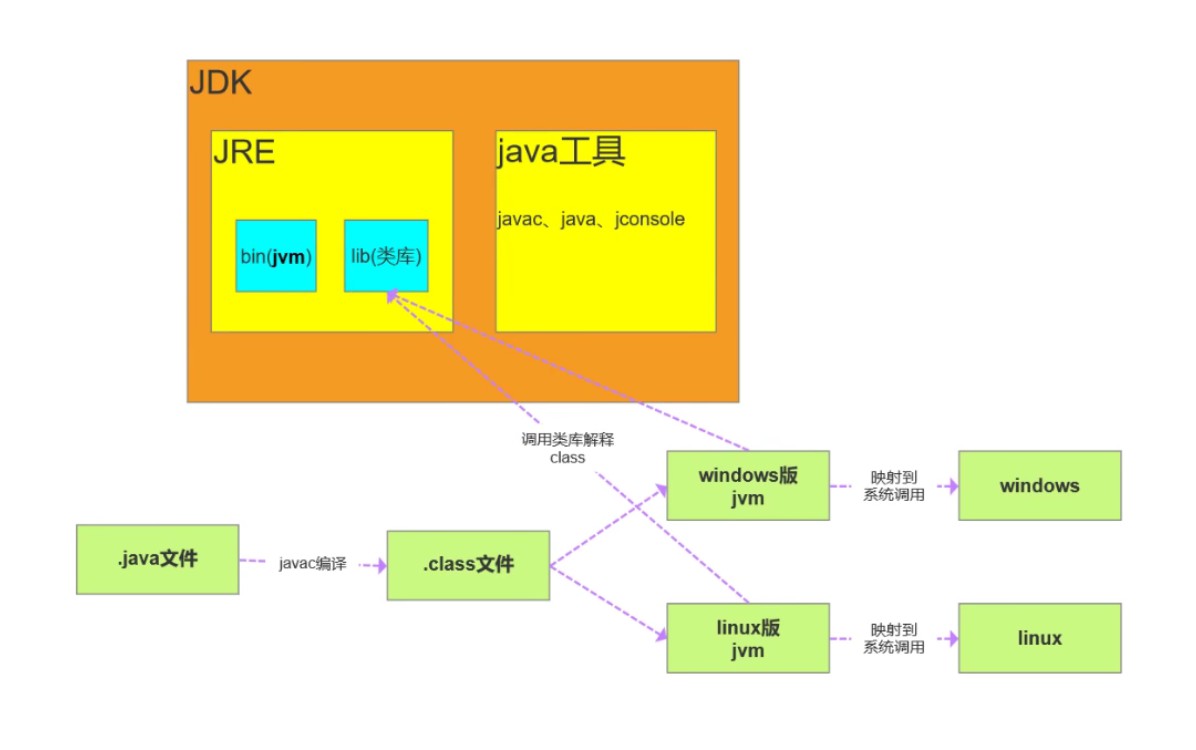 JDK
JRE
java工具
javac、java、jconsole
bin(jvm)
lib(类库)
调用类库解释
class
windows版
jvm
映射到
系统调用
windows
.java文件
javac编译
.class文件
linux版
jvm
映射到
系统调用
linux